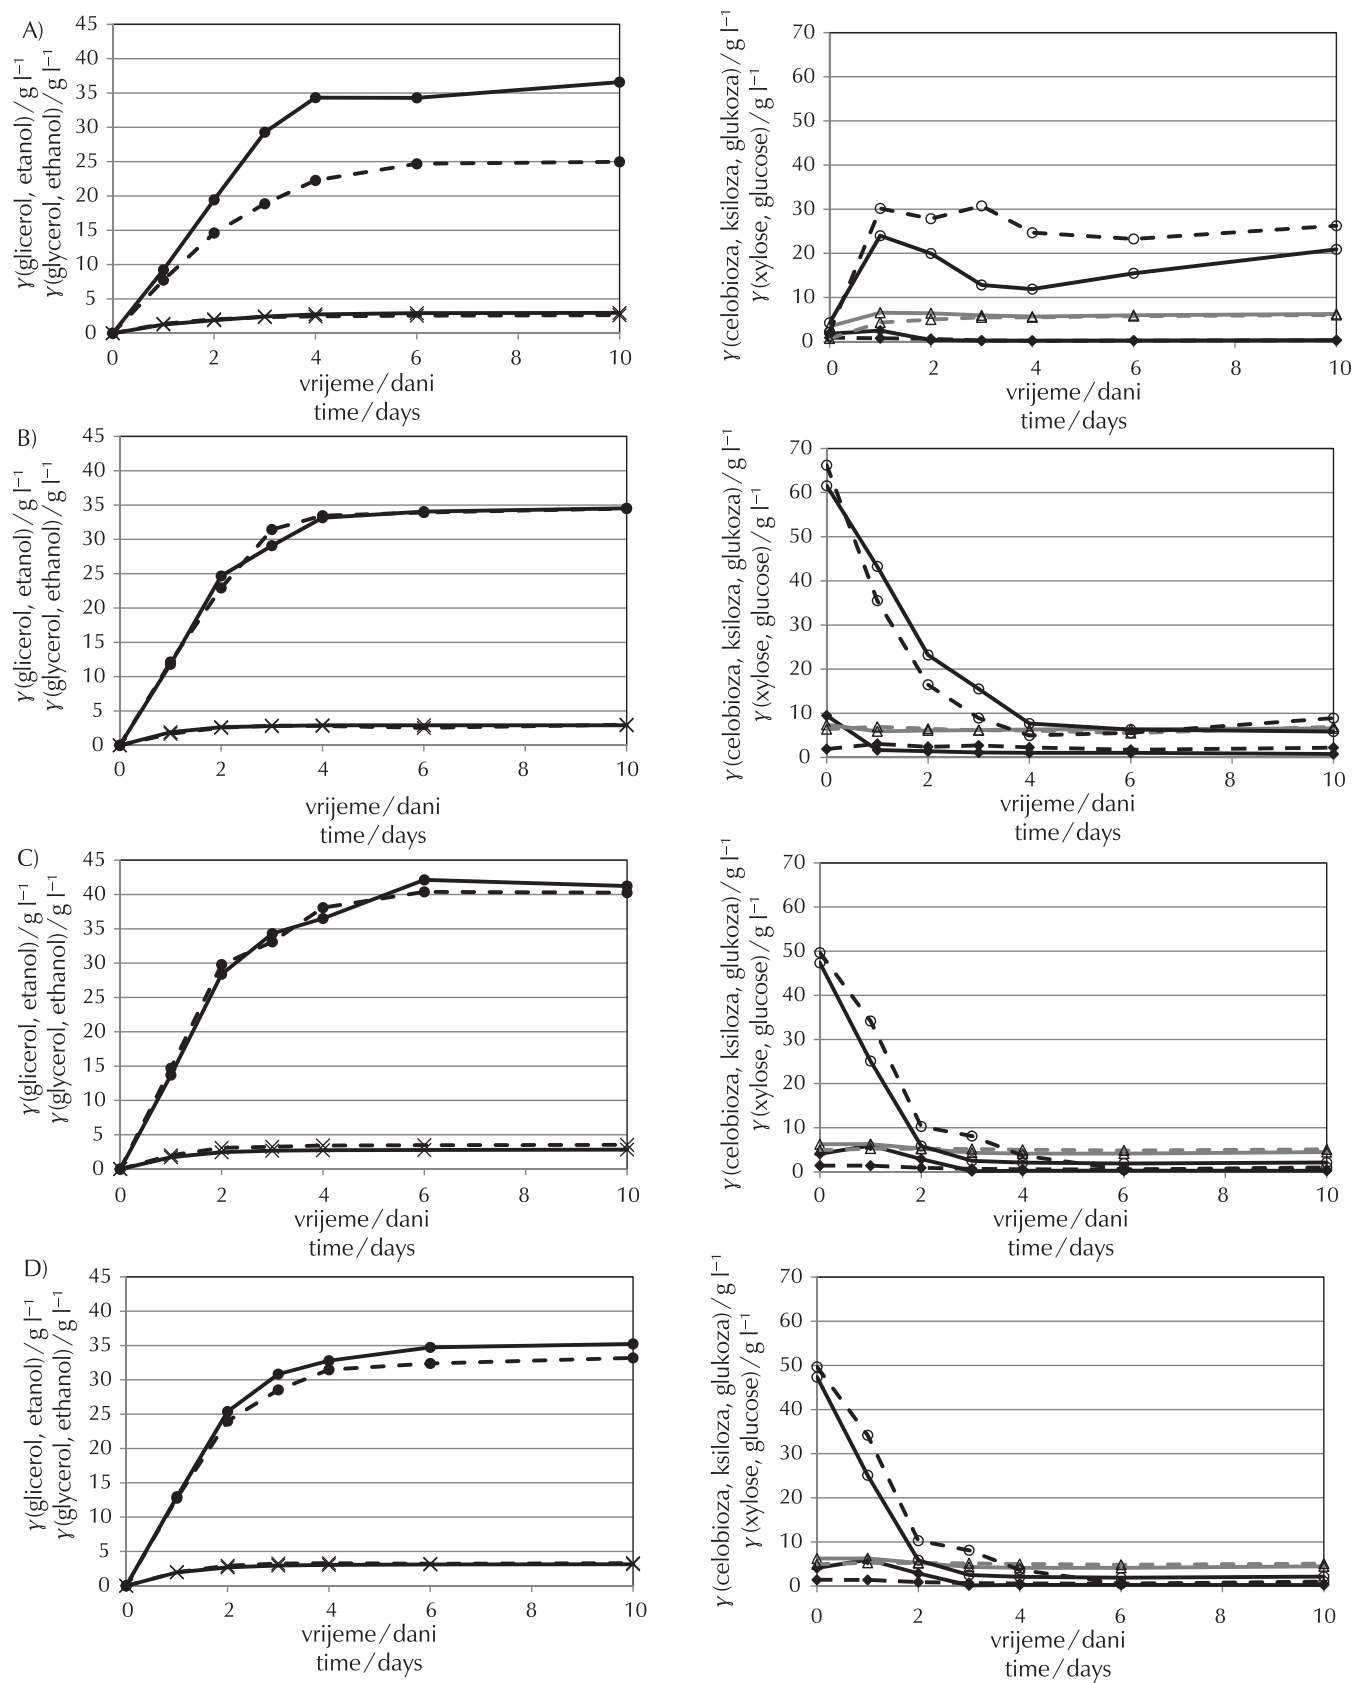 A)
γ(glicerol, etanol)/g l⁻¹
γ(glycerol, ethanol)/g l⁻¹
45
40
35
30
25
20
15
10
5
0
0 2 4 6 8 10
vrijeme/dani
time/days
γ(celobioza, ksiloza, glukoza)/g l⁻¹
γ(xylose, glucose)/g l⁻¹
70
60
50
40
30
20
10
0
0 2 4 6 8 10
vrijeme/dani
time/days
B)
γ(glicerol, etanol)/g l⁻¹
γ(glycerol, ethanol)/g l⁻¹
45
40
35
30
25
20
15
10
5
0
0 2 4 6 8 10
vrijeme/dani
time/days
γ(celobioza, ksiloza, glukoza)/g l⁻¹
γ(xylose, glucose)/g l⁻¹
70
60
50
40
30
20
10
0
0 2 4 6 8 10
vrijeme/dani
time/days
C)
γ(glicerol, etanol)/g l⁻¹
γ(glycerol, ethanol)/g l⁻¹
45
40
35
30
25
20
15
10
5
0
0 2 4 6 8 10
vrijeme/dani
time/days
γ(celobioza, ksiloza, glukoza)/g l⁻¹
γ(xylose, glucose)/g l⁻¹
70
60
50
40
30
20
10
0
0 2 4 6 8 10
vrijeme/dani
time/days
D)
γ(glicerol, etanol)/g l⁻¹
γ(glycerol, ethanol)/g l⁻¹
45
40
35
30
25
20
15
10
5
0
0 2 4 6 8 10
vrijeme/dani
time/days
γ(celobioza, ksiloza, glukoza)/g l⁻¹
γ(xylose, glucose)/g l⁻¹
70
60
50
40
30
20
10
0
0 2 4 6 8 10
vrijeme/dani
time/days